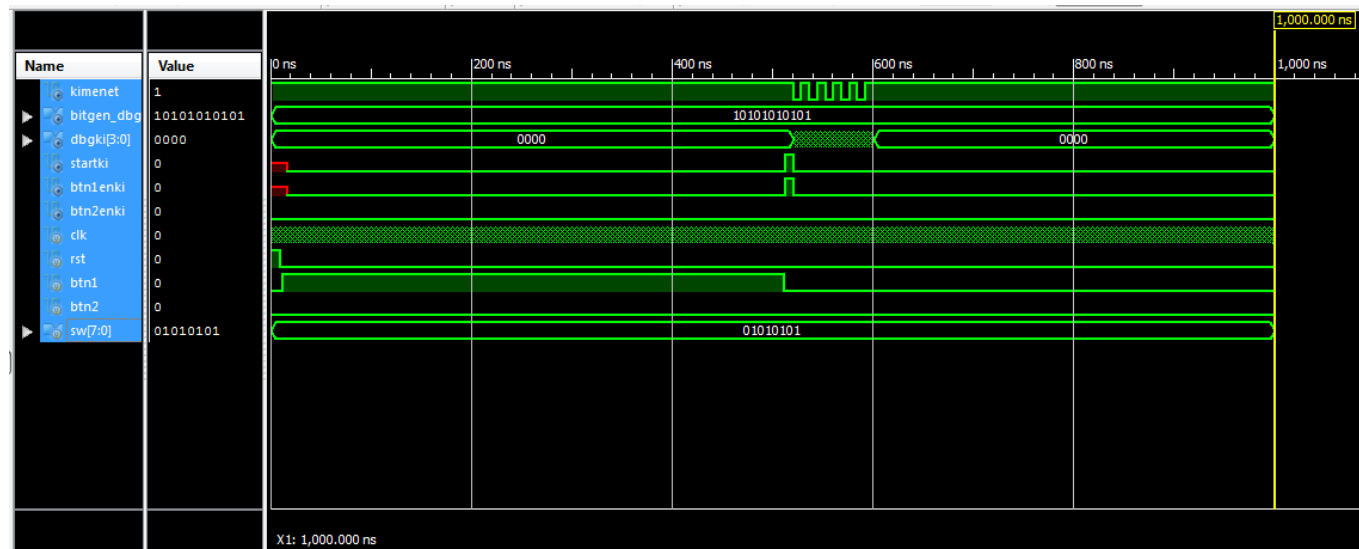 1,000.000 ns
Name Value 0 ns 200 ns 400 ns 600 ns 800 ns 1,000 ns
kimenet 1
bitgen_dbg 10101010101 10101010101
dbgki[3:0] 0000 0000 0000
startki 0
btn1enki 0
btn2enki 0
clk 0
rst 0
btn1 0
btn2 0
sw[7:0] 01010101 01010101
X1: 1,000.000 ns